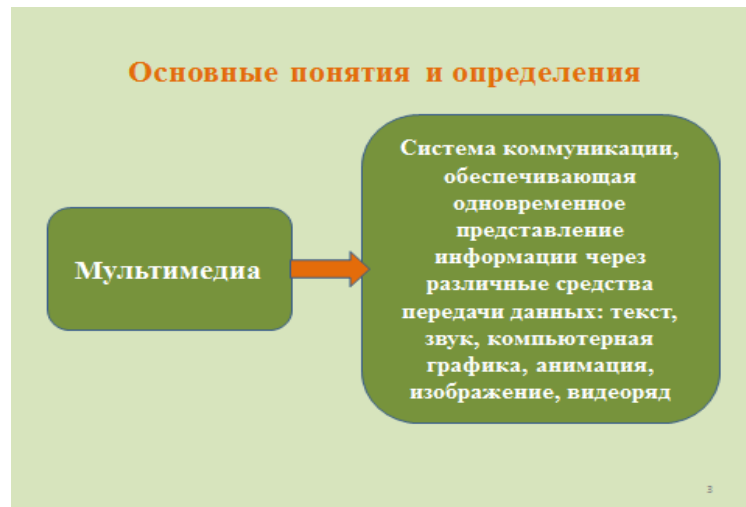 Основные понятия и определения
Мультимедиа
Система коммуникации,
обеспечивающая
одновременное
представление
информации через
различные средства
передачи данных: текст,
звук, компьютерная
графика, анимация,
изображение, видеоряд
3